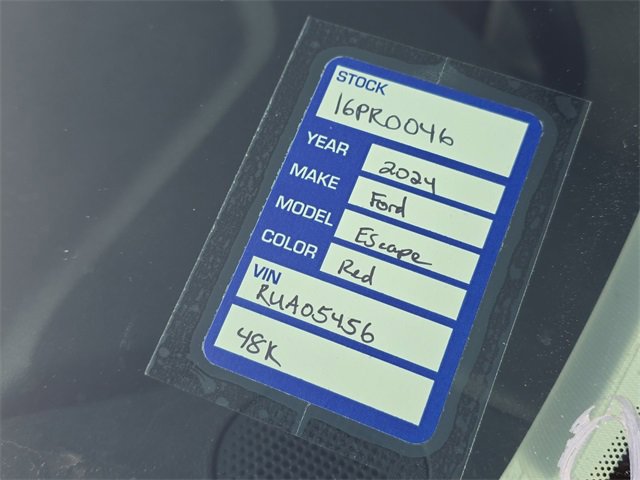 STOCK
16PR0046
YEAR 2024
MAKE Ford
MODEL Escape
COLOR Red
VIN
RUA05456
48K